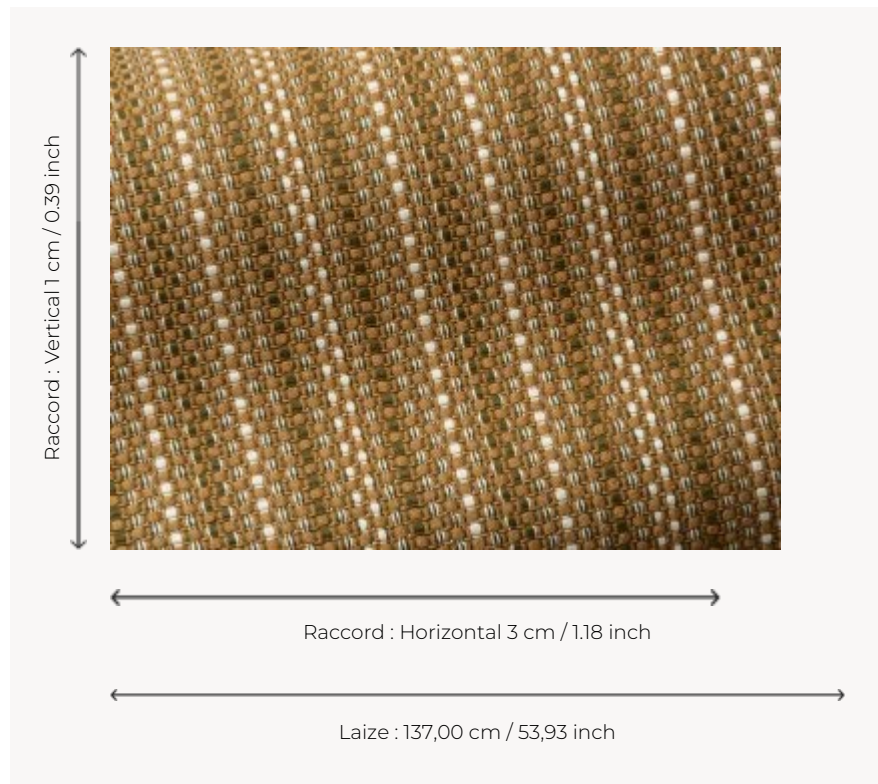 Raccord : Vertical 1 cm / 0.39 inch
Raccord : Horizontal 3 cm / 1.18 inch
Laize : 137,00 cm / 53,93 inch